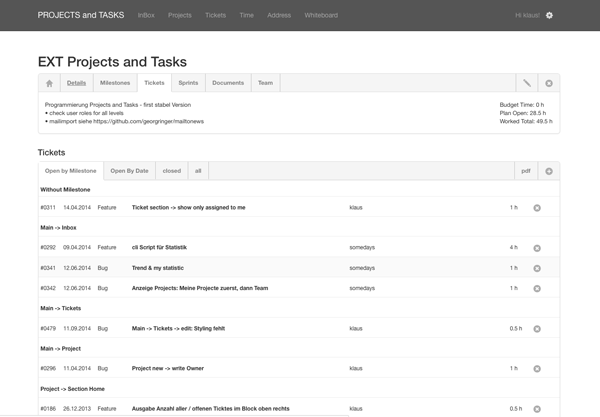 PROJECTS and TASKS InBox Projects Tickets Time Address Whiteboard Hi klaus!
EXT Projects and Tasks
Details Milestones Tickets Sprints Documents Team
Programmierung Projects and Tasks - first stabel Version Budget Time: 0 h
• check user roles for all levels Plan Open: 28.5 h
• mailimport siehe https://github.com/georgringer/mailtonews Worked Total: 49.5 h
Tickets
Open by Milestone Open By Date closed all pdf
Without Milestone
#0311 14.04.2014 Feature Ticket section -> show only assigned to me klaus 1 h
Main -> Inbox
#0292 09.04.2014 Feature cli Script für Statistik somedays 4 h
#0341 12.06.2014 Bug Trend & my statistic somedays 1 h
#0342 12.06.2014 Bug Anzeige Projects: Meine Projecte zuerst, dann Team somedays 1 h
Main -> Tickets
#0479 11.09.2014 Bug Main -> Tickets -> edit: Styling fehlt klaus 0.5 h
Main -> Project
#0296 11.04.2014 Bug Project new -> write Owner klaus 1 h
Project -> Section Home
#0186 26.12.2013 Feature Ausgabe Anzahl aller / offenen Ticktes im Block oben rechts klaus 0.5 h